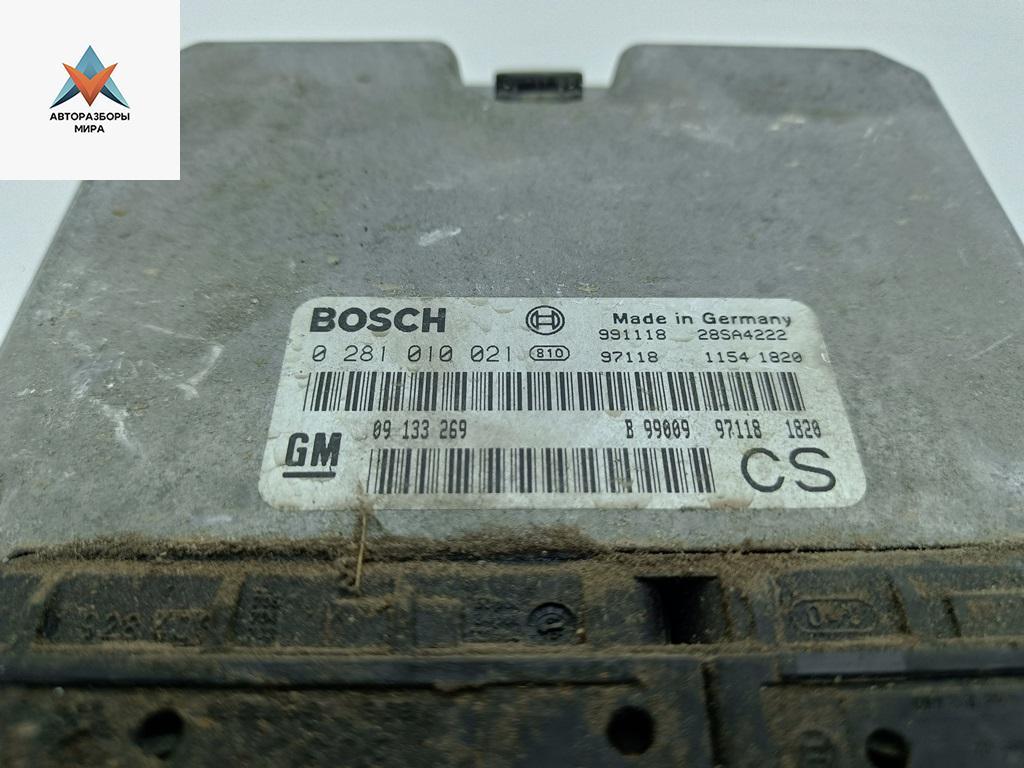 АВТОРАЗБОРЫ
МИРА
BOSCH Made in Germany
991118 28SA4222
0 281 010 021 810 97118 1154 1820
09 133 269 B 99009 97118 1820
GM CS